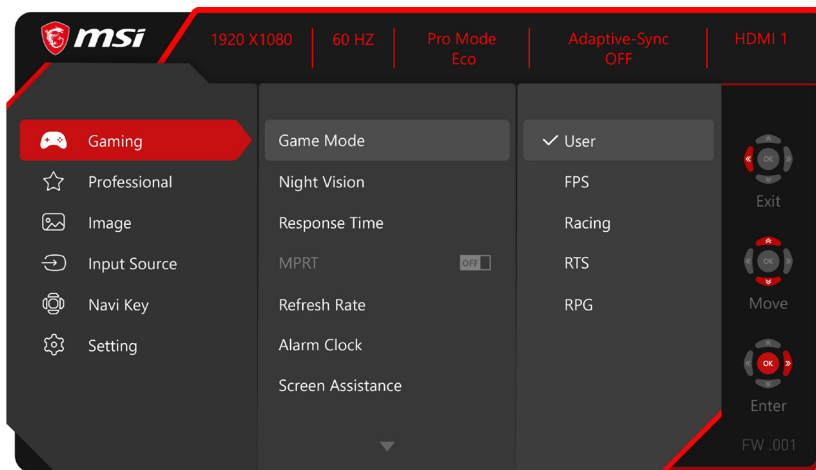 msi
1920 X1080
60 HZ
Pro Mode
Eco
Adaptive-Sync
OFF
HDMI 1
Gaming
Professional
Image
Input Source
Navi Key
Setting
Game Mode
Night Vision
Response Time
MPRT
OFF
Refresh Rate
Alarm Clock
Screen Assistance
User
FPS
Racing
RTS
RPG
OK
Exit
OK
Move
OK
Enter
FW .001